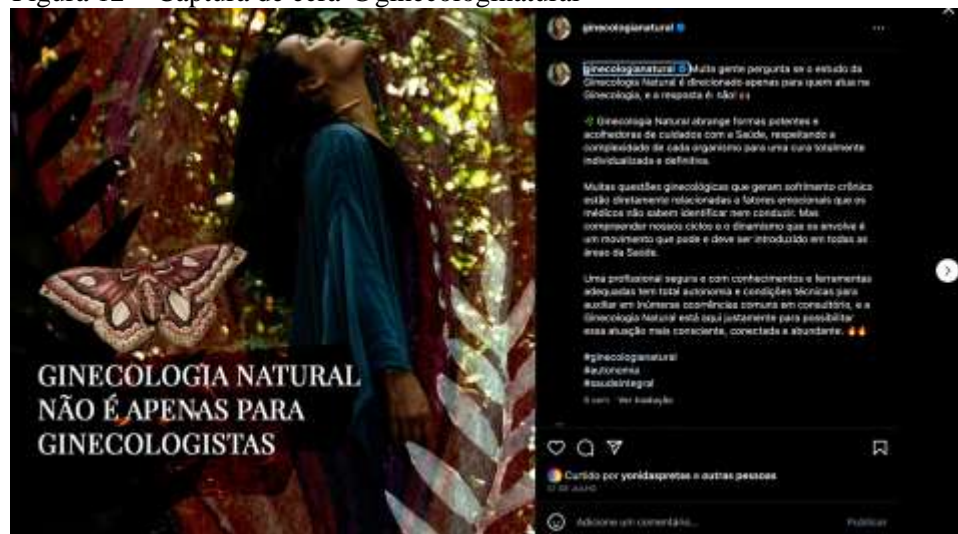 GINECOLOGIA NATURAL
NÃO É APENAS PARA
GINECOLOGISTAS
ginecologianatural
ginecologianatural Muita gente pergunta se o estudo da
Ginecologia Natural é direcionado apenas para quem atua na
Ginecologia, e a resposta é: não!
Ginecologia Natural abrange formas potentes e
acolhedoras de cuidados com a Saúde, respeitando a
complexidade de cada organismo para uma cura totalmente
individualizada e definitiva.
Muitas questões ginecológicas que geram sofrimento crônico
estão diretamente relacionadas a fatores emocionais que os
médicos não sabem identificar nem conduzir. Mas
compreender nossos ciclos e o dinamismo que os envolve é
um movimento que pode e deve ser introduzido em todas as
áreas da Saúde.
Uma profissional segura e com conhecimentos e ferramentas
adequadas tem total autonomia e condições técnicas para
auxiliar em inúmeras ocorrências comuns em consultório, e a
Ginecologia Natural está aqui justamente para possibilitar
essa atuação mais consciente, conectada e abundante.
#ginecologianatural
#autonomia
#saudeintegral
sem Ver tradução
Curtido por yonidaspretas e outras pessoas
DE JULHO
Adicione um comentário...
Publicar